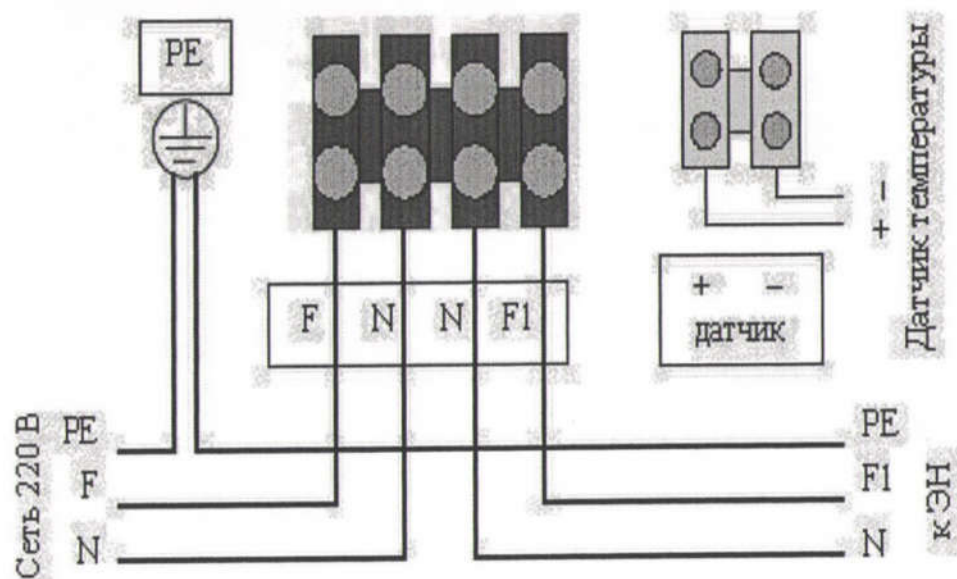 PE
F N N F1
+ −
датчик
− +
Датчик температуры
Сеть 220 В
PE
F
N
PE
F1
N
к ЭН